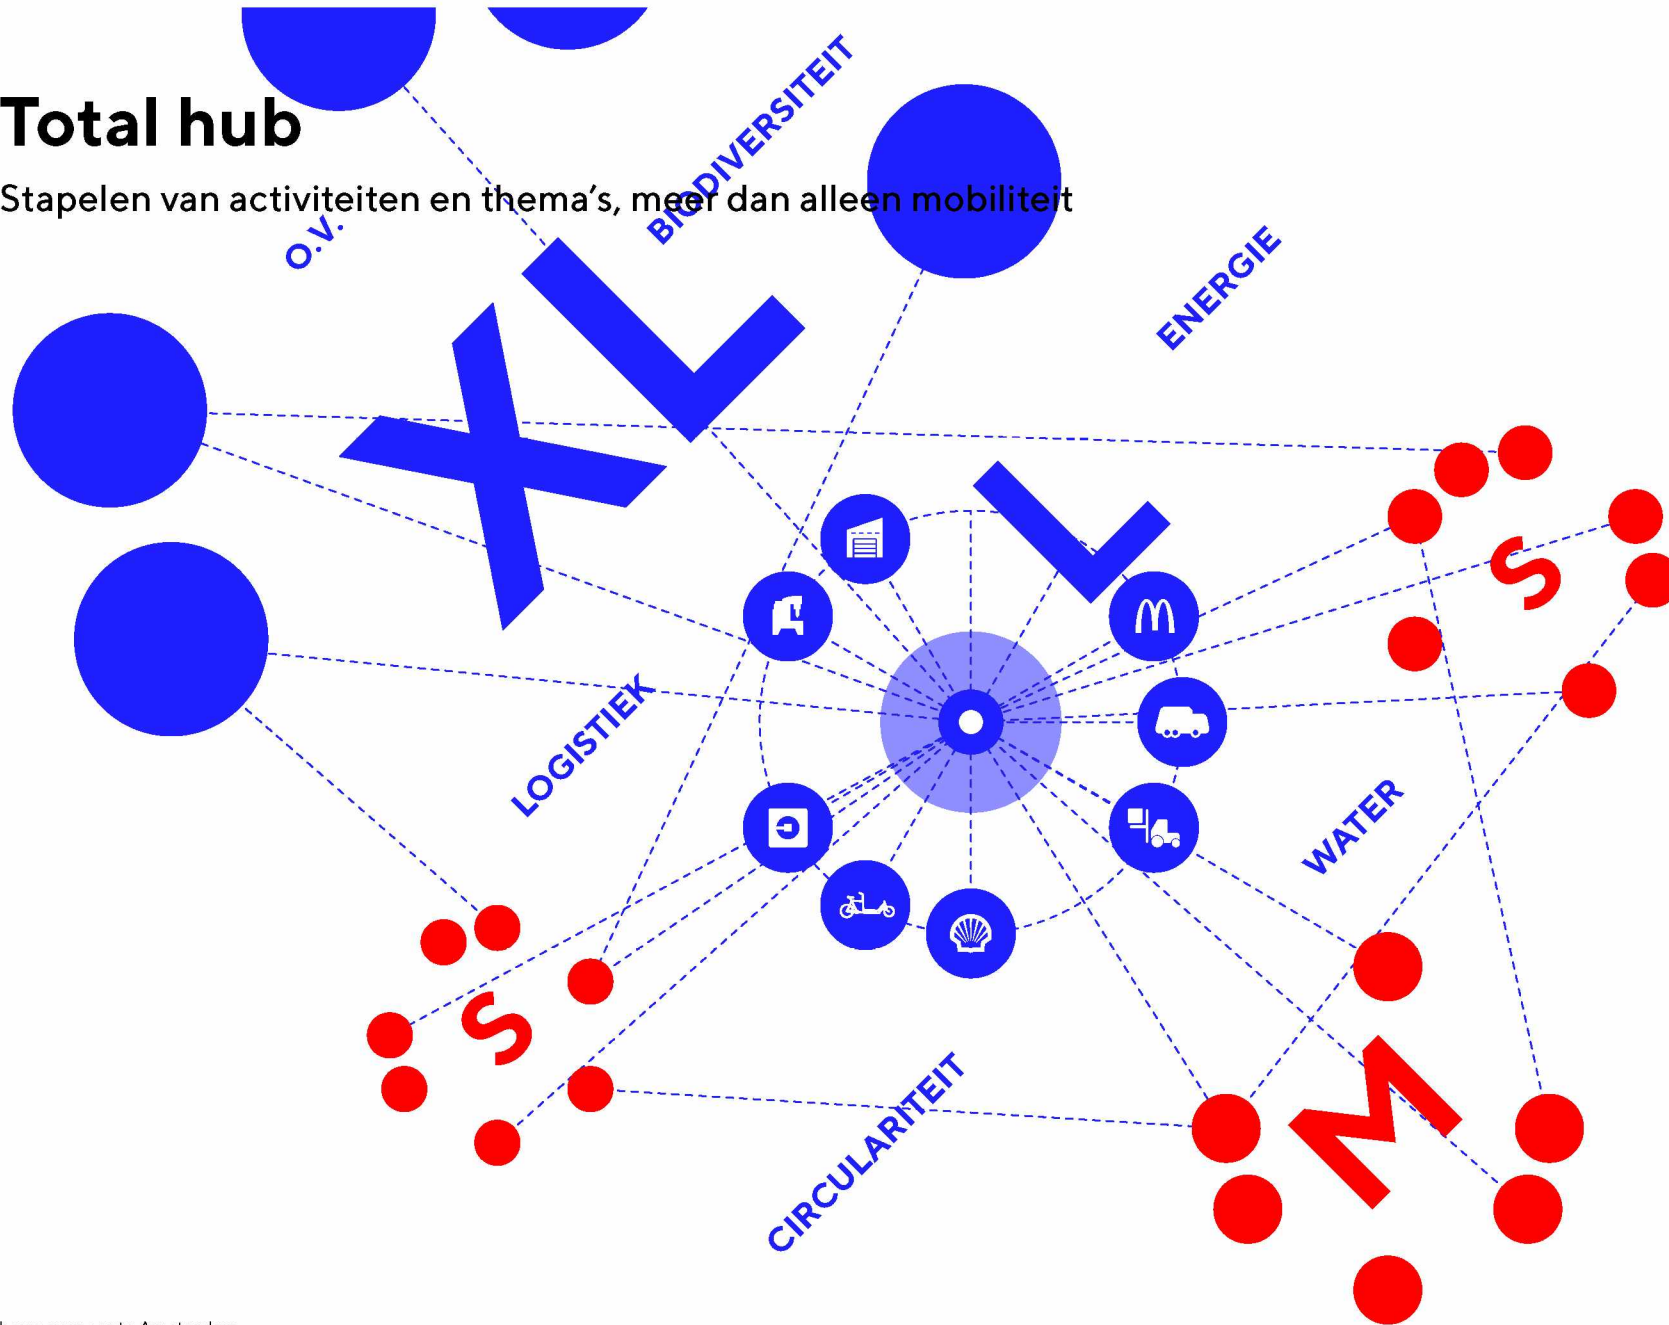 Total hub
Stapelen van activiteiten en thema’s, meer dan alleen mobiliteit
O.V.
BIODIVERSITEIT
ENERGIE
XL
L
S
LOGISTIEK
WATER
S
M
CIRCULARITEIT